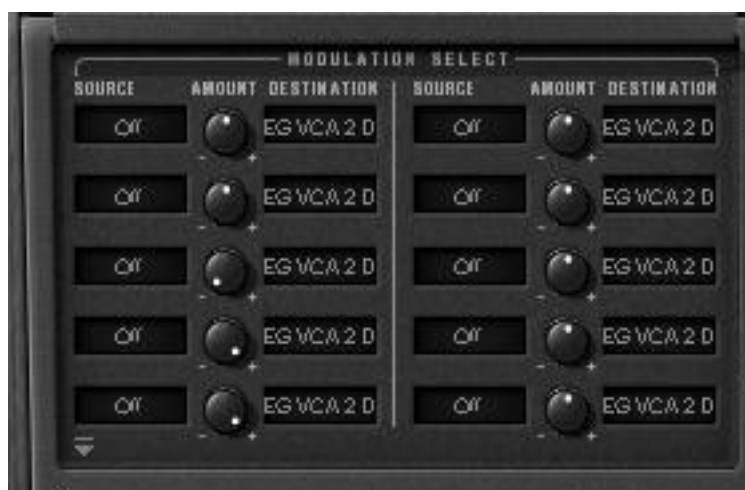 MODULATION SELECT
SOURCE AMOUNT DESTINATION SOURCE AMOUNT DESTINATION
Off - + EG VCA 2 D Off - + EG VCA 2 D
Off - + EG VCA 2 D Off - + EG VCA 2 D
Off - + EG VCA 2 D Off - + EG VCA 2 D
Off - + EG VCA 2 D Off - + EG VCA 2 D
Off - + EG VCA 2 D Off - + EG VCA 2 D